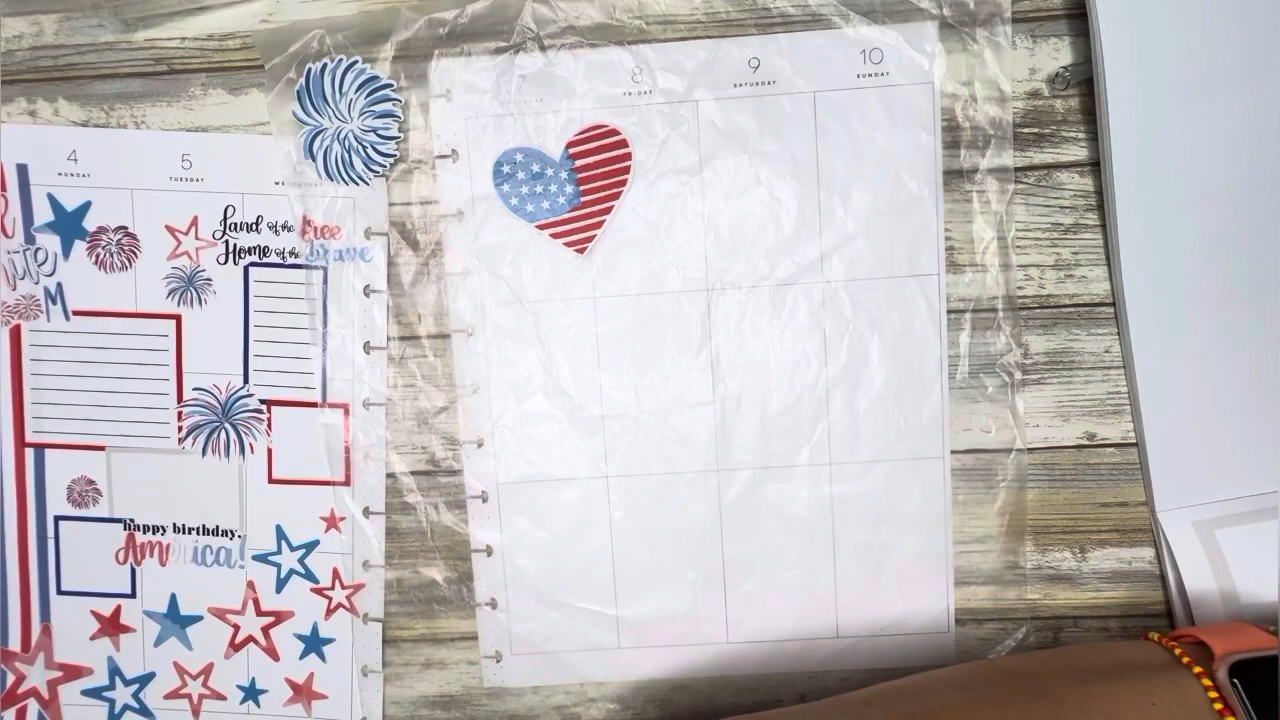 4
MONDAY
5
TUESDAY
Land of the free
Home of the brave
M
happy birthday,
America!
8
FRIDAY
9
SATURDAY
10
SUNDAY